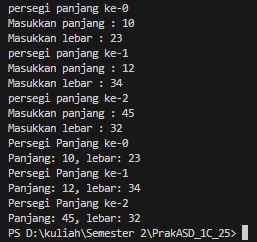 persegi panjang ke-0
Masukkan panjang : 10
Masukkan lebar : 23
persegi panjang ke-1
Masukkan panjang : 12
Masukkan lebar : 34
persegi panjang ke-2
Masukkan panjang : 45
Masukkan lebar : 32
Persegi Panjang ke-0
Panjang: 10, lebar: 23
Persegi Panjang ke-1
Panjang: 12, lebar: 34
Persegi Panjang ke-2
Panjang: 45, lebar: 32
PS D:\kuliah\Semester 2\PrakASD_1C_25>